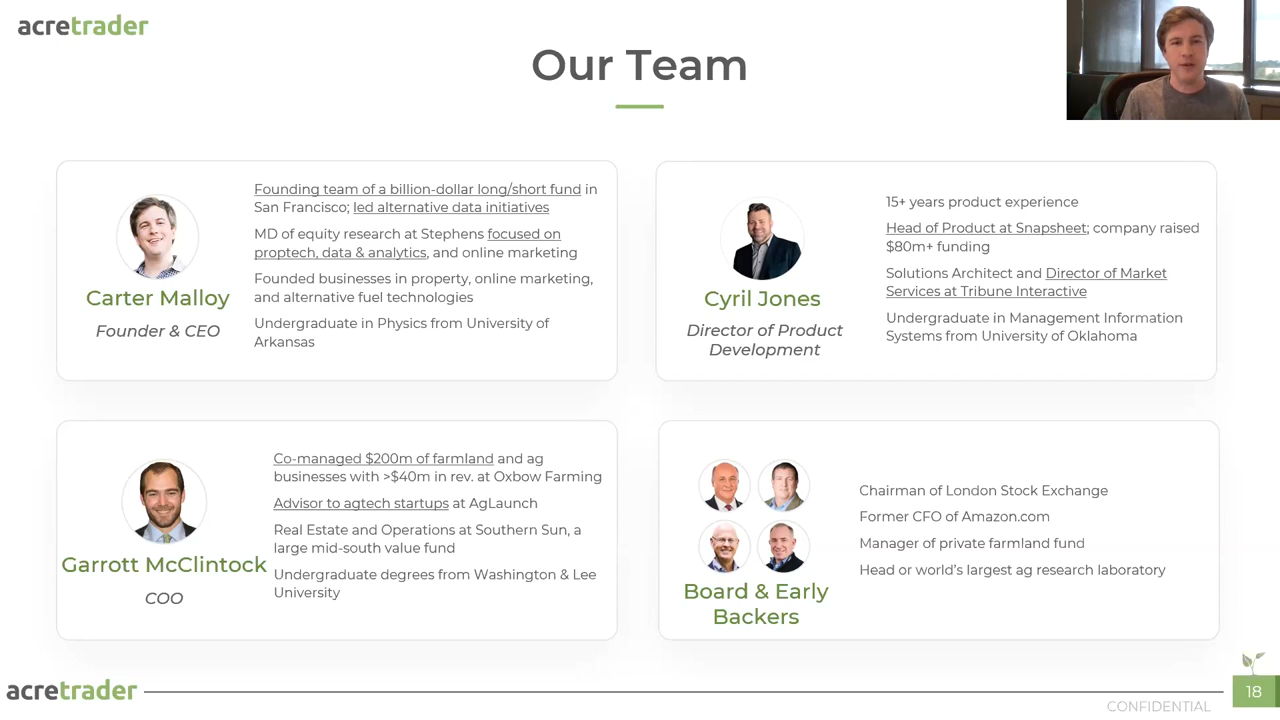 acretrader
Our Team
Founding team of a billion-dollar long/short fund in
San Francisco; led alternative data initiatives
MD of equity research at Stephens focused on
proptech, data & analytics, and online marketing
Founded businesses in property, online marketing,
and alternative fuel technologies
Undergraduate in Physics from University of
Arkansas
Carter Malloy
Founder & CEO
15+ years product experience
Head of Product at Snapsheet; company raised
$80m+ funding
Solutions Architect and Director of Market
Services at Tribune Interactive
Undergraduate in Management Information
Systems from University of Oklahoma
Cyril Jones
Director of Product
Development
Co-managed $200m of farmland and ag
businesses with >$40m in rev. at Oxbow Farming
Advisor to agtech startups at AgLaunch
Real Estate and Operations at Southern Sun, a
large mid-south value fund
Undergraduate degrees from Washington & Lee
University
Garrott McClintock
COO
Chairman of London Stock Exchange
Former CFO of Amazon.com
Manager of private farmland fund
Head or world's largest ag research laboratory
Board & Early
Backers
acretrader
18
CONFIDENTIAL